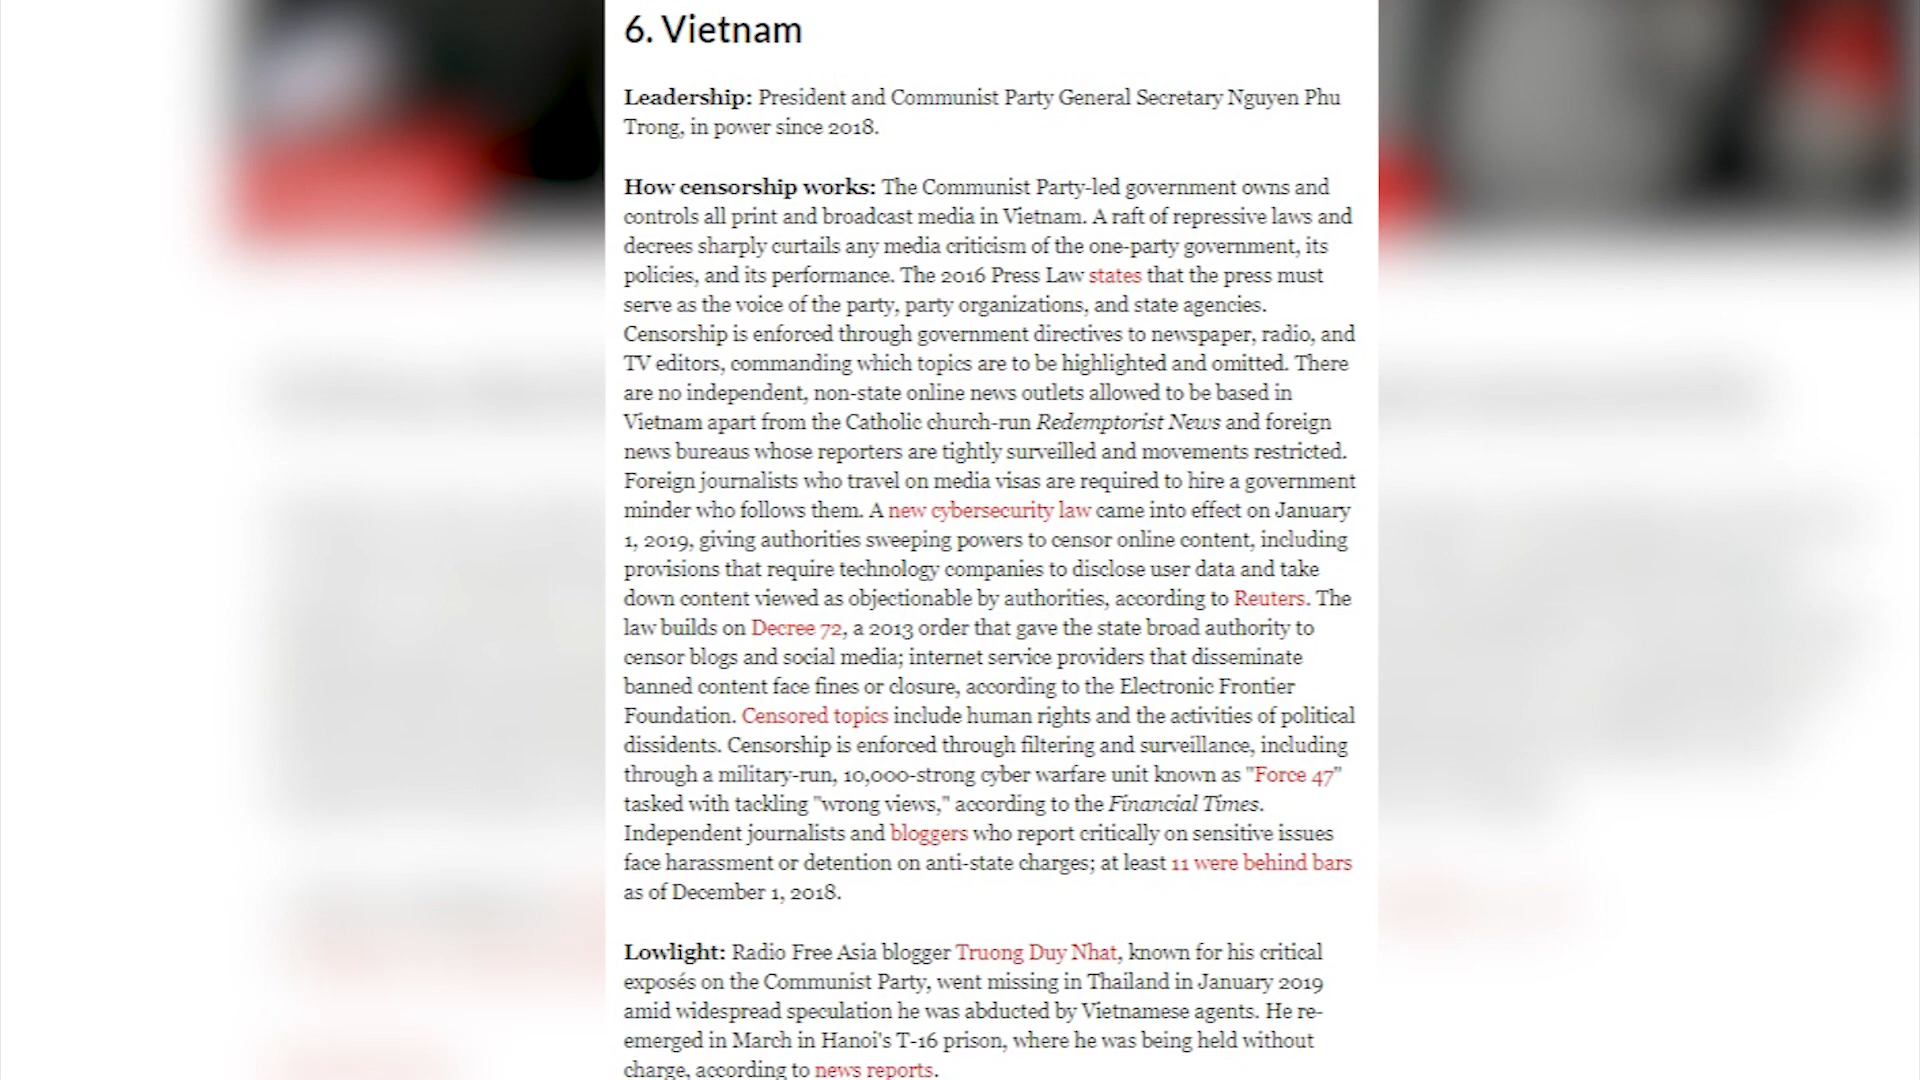 6. Vietnam
Leadership: President and Communist Party General Secretary Nguyen Phu
Trong, in power since 2018.
How censorship works: The Communist Party-led government owns and
controls all print and broadcast media in Vietnam. A raft of repressive laws and
decrees sharply curtails any media criticism of the one-party government, its
policies, and its performance. The 2016 Press Law states that the press must
serve as the voice of the party, party organizations, and state agencies.
Censorship is enforced through government directives to newspaper, radio, and
TV editors, commanding which topics are to be highlighted and omitted. There
are no independent, non-state online news outlets allowed to be based in
Vietnam apart from the Catholic church-run Redemptorist News and foreign
news bureaus whose reporters are tightly surveilled and movements restricted.
Foreign journalists who travel on media visas are required to hire a government
minder who follows them. A new cybersecurity law came into effect on January
1, 2019, giving authorities sweeping powers to censor online content, including
provisions that require technology companies to disclose user data and take
down content viewed as objectionable by authorities, according to Reuters. The
law builds on Decree 72, a 2013 order that gave the state broad authority to
censor blogs and social media; internet service providers that disseminate
banned content face fines or closure, according to the Electronic Frontier
Foundation. Censored topics include human rights and the activities of political
dissidents. Censorship is enforced through filtering and surveillance, including
through a military-run, 10,000-strong cyber warfare unit known as "Force 47"
tasked with tackling "wrong views," according to the Financial Times.
Independent journalists and bloggers who report critically on sensitive issues
face harassment or detention on anti-state charges; at least 11 were behind bars
as of December 1, 2018.
Lowlight: Radio Free Asia blogger Truong Duy Nhat, known for his critical
exposés on the Communist Party, went missing in Thailand in January 2019
amid widespread speculation he was abducted by Vietnamese agents. He re-
emerged in March in Hanoi's T-16 prison, where he was being held without
charge, according to news reports.